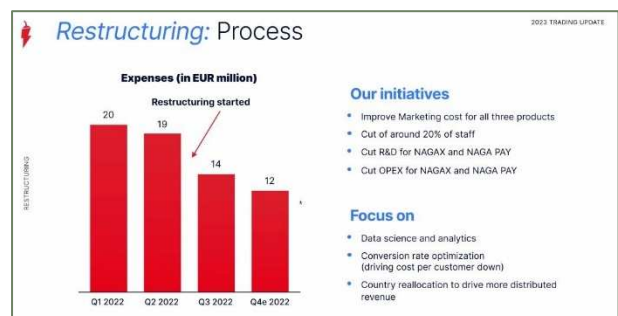 2023 TRADING UPDATE
Restructuring: Process
Expenses (in EUR million)
Restructuring started
20
19
14
12
Q1 2022
Q2 2022
Q3 2022
Q4e 2022
RESTRUCTURING
Our initiatives
• Improve Marketing cost for all three products
• Cut of around 20% of staff
• Cut R&D for NAGAX and NAGA PAY
• Cut OPEX for NAGAX and NAGA PAY
Focus on
• Data science and analytics
• Conversion rate optimization
(driving cost per customer down)
• Country reallocation to drive more distributed
revenue